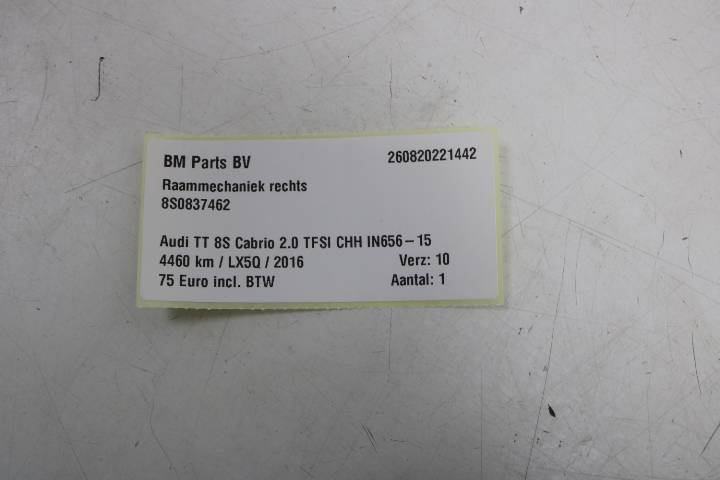 BM Parts BV 260820221442
Raammechaniek rechts
8S0837462
Audi TT 8S Cabrio 2.0 TFSI CHH IN656-15
4460 km / LX5Q / 2016 Verz: 10
75 Euro incl. BTW Aantal: 1